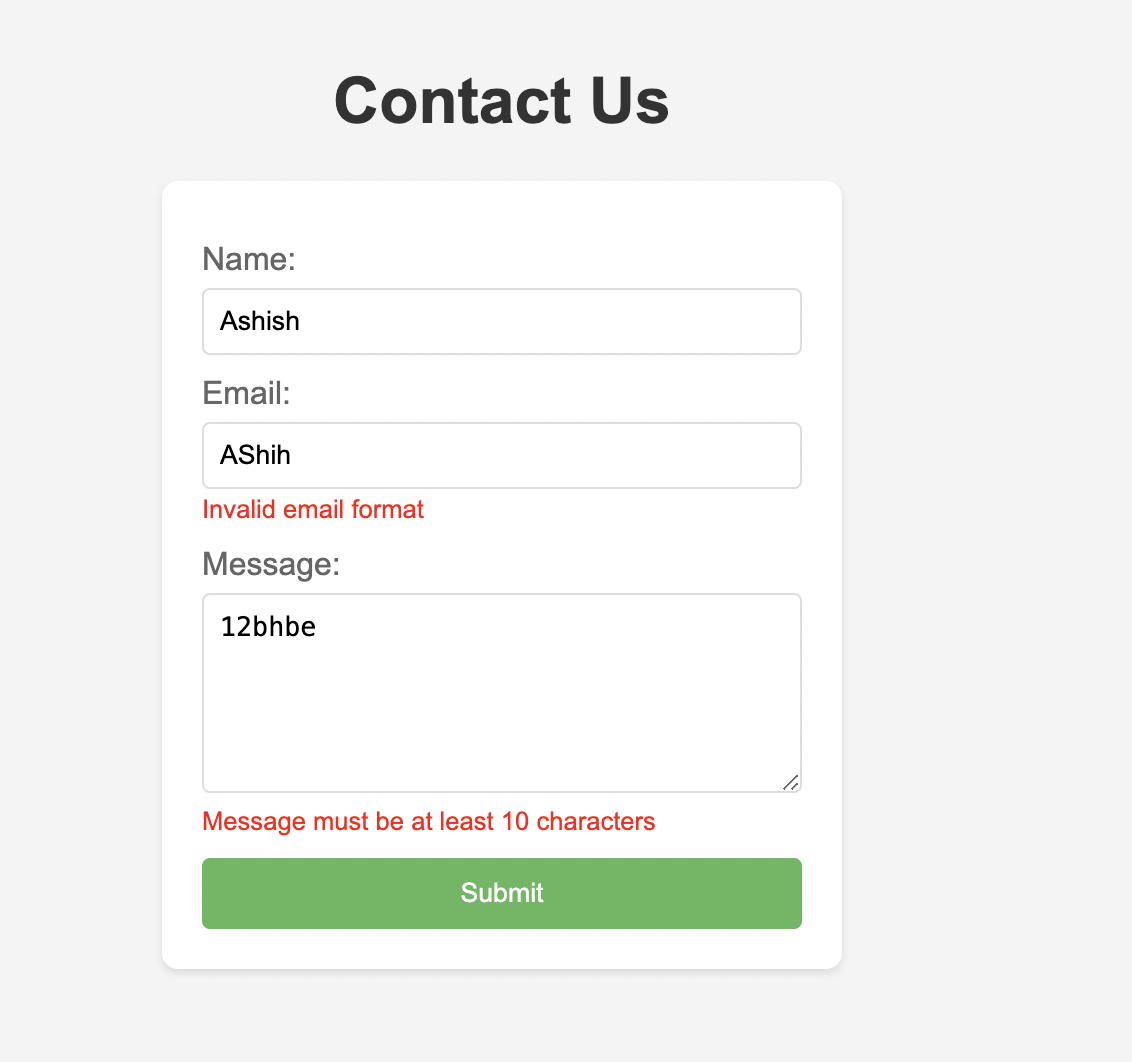 Contact Us
Name:
Ashish
Email:
AShih
Invalid email format
Message:
12bhbe
Message must be at least 10 characters
Submit